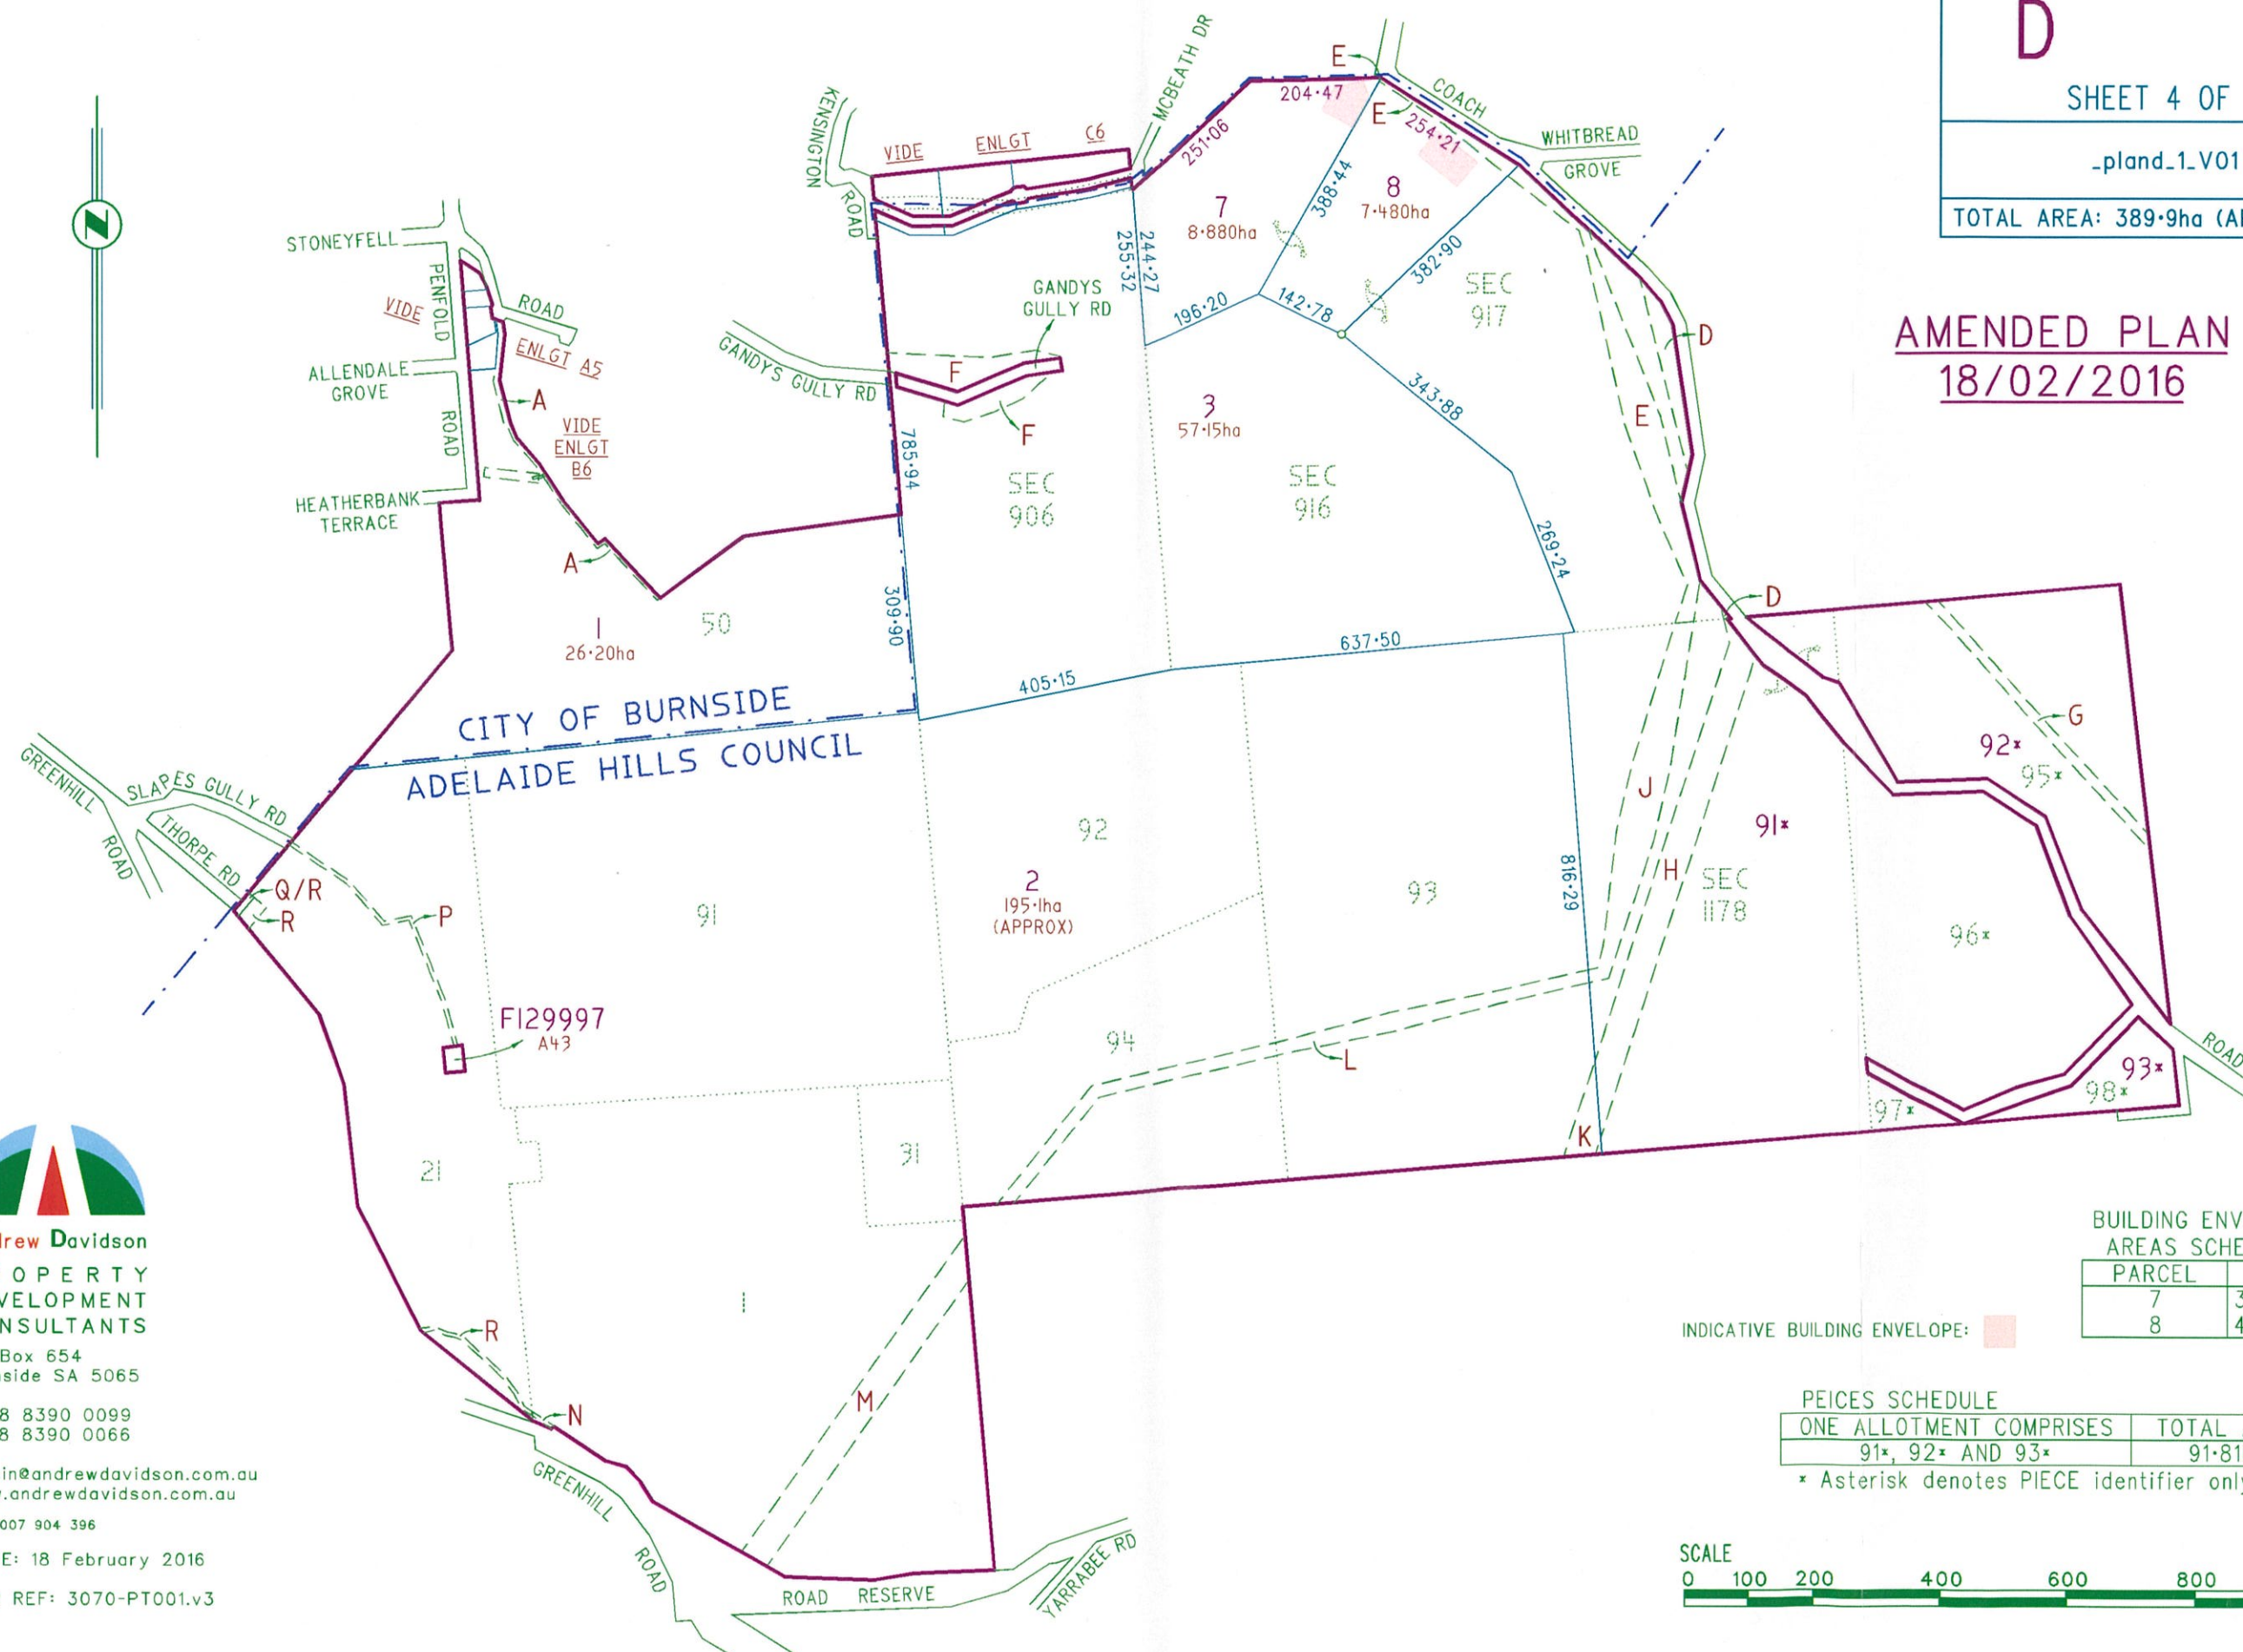 D
SHEET 4 OF
_pland_1_V01
TOTAL AREA: 389·9ha
AMENDED PLAN
18/02/2016
N
STONEYFELL
ROAD
PENFOLD
ROAD
VIDE
ENLGT A5
ALLENDALE
GROVE
A
VIDE
ENLGT
B6
HEATHERBANK
TERRACE
A
KENSINGTON
ROAD
VIDE ENLGT C6
MCBEATH DR
E
204·47
251·06
E
254·21
COACH
WHITBREAD
GROVE
388·44
7
8·880ha
8
7·480ha
382·90
244·27
255·32
196·20
142·78
SEC
917
GANDYS
GULLY RD
GANDYS GULLY RD
F
F
785·94
3
57·15ha
SEC
906
SEC
916
343·88
269·24
D
E
D
1
26·20ha
50
309·90
637·50
405·15
CITY OF BURNSIDE
ADELAIDE HILLS COUNCIL
GREENHILL
ROAD
SLAPES GULLY RD
THORPE RD
Q/R
R
P
91
92
2
195·1ha
(APPROX)
93
816·29
J
H
91*
SEC
1178
92*
95*
G
96*
F129997
A43
94
L
K
97*
98*
93*
ROAD
21
31
1
R
N
M
GREENHILL
ROAD
ROAD RESERVE
YARRABEE RD
Davidson
Box 654
SA 5065
8 8390 0099
8 8390 0066
andrewdavidson.com.au
.andrewdavidson.com.au
007 904 396
E: 18 February 2016
REF: 3070-PT001.v3
BUILDING
AREAS
PARCEL
7
8
INDICATIVE BUILDING ENVELOPE:
PEICES SCHEDULE
ONE ALLOTMENT COMPRISES TOTAL
91*, 92* AND 93* 91·81
* Asterisk denotes PIECE identifier
SCALE
0 100 200 400 600 800